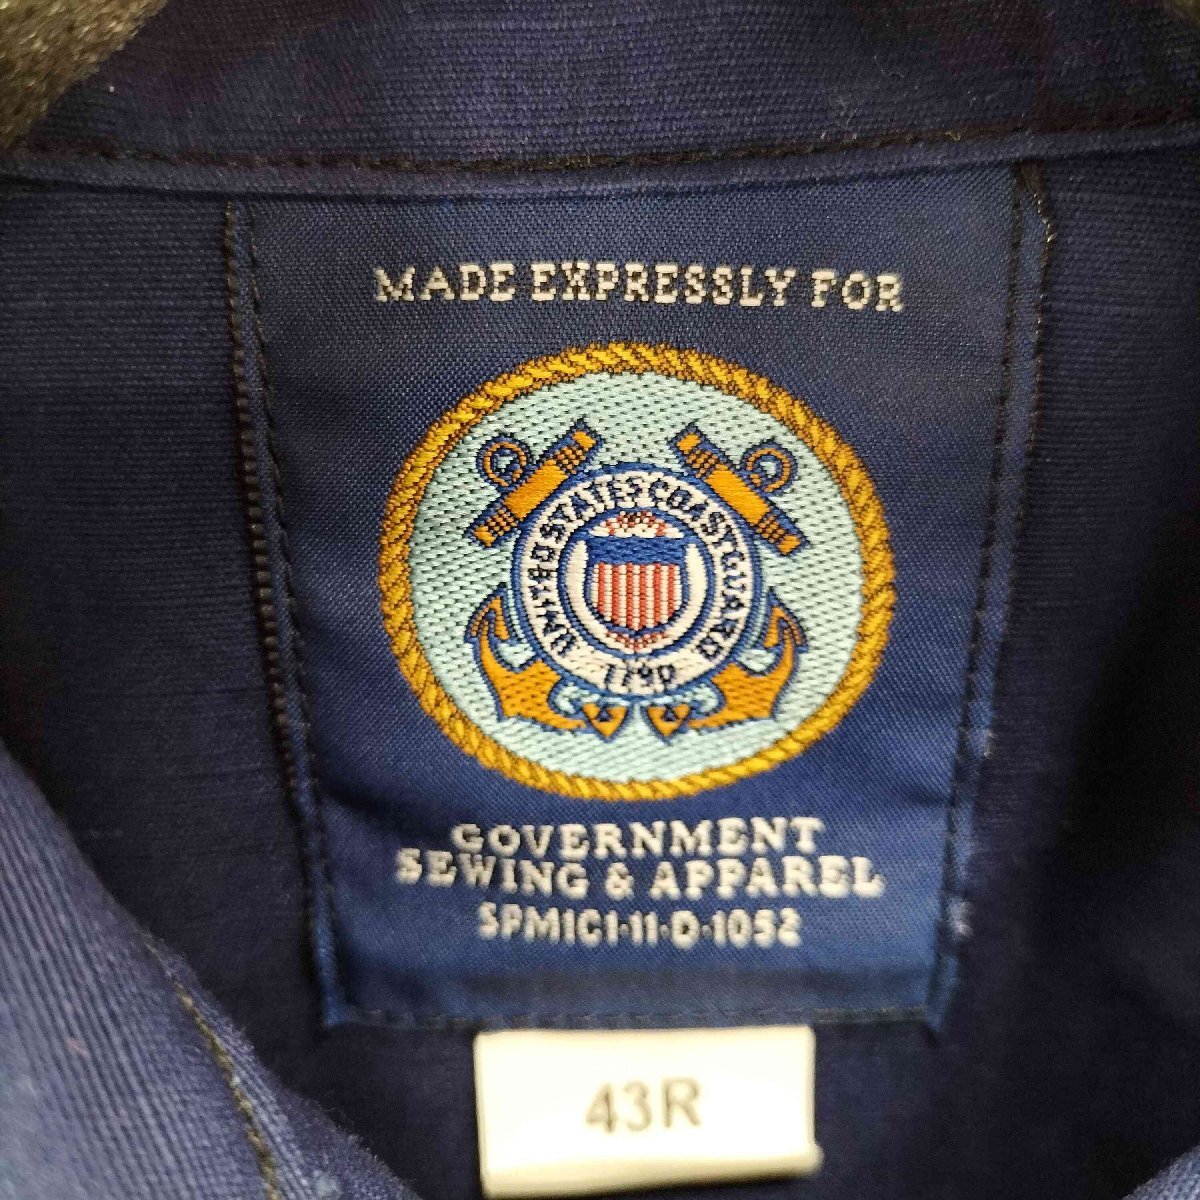 MADE EXPRESSLY FOR
UNITED STATES COAST GUARD
1790
GOVERNMENT
SEWING & APPAREL
SPM1C1-11-D-1052
43R